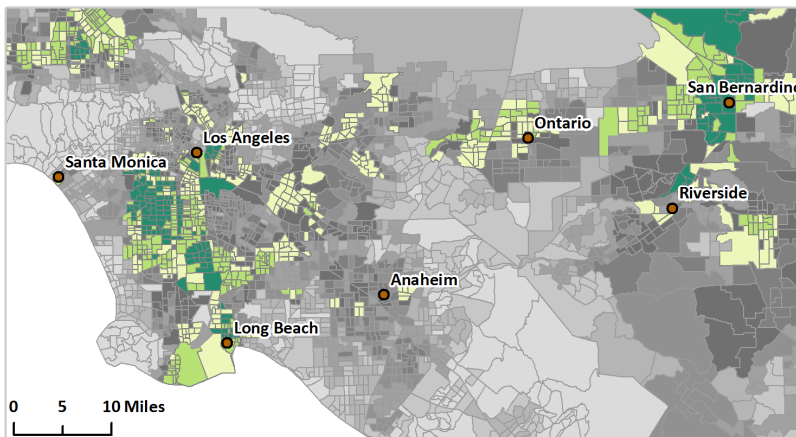 San Bernardino
Ontario
Los Angeles
Santa Monica
Riverside
Anaheim
Long Beach
0 5 10 Miles